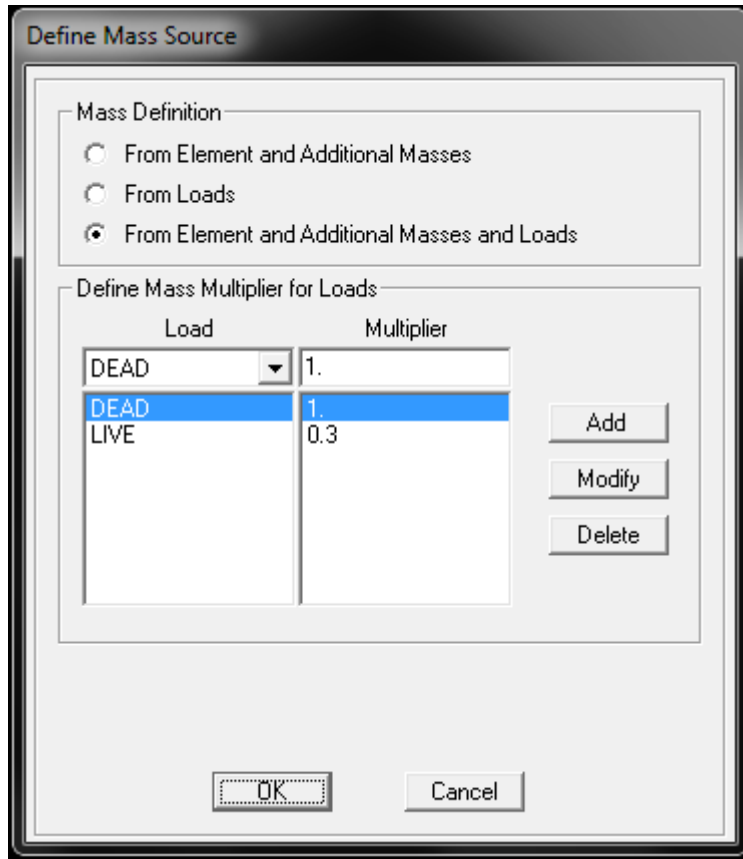 Define Mass Source
Mass Definition
From Element and Additional Masses
From Loads
From Element and Additional Masses and Loads
Define Mass Multiplier for Loads
Load Multiplier
DEAD 1.
DEAD 1.
LIVE 0.3
Add
Modify
Delete
OK Cancel